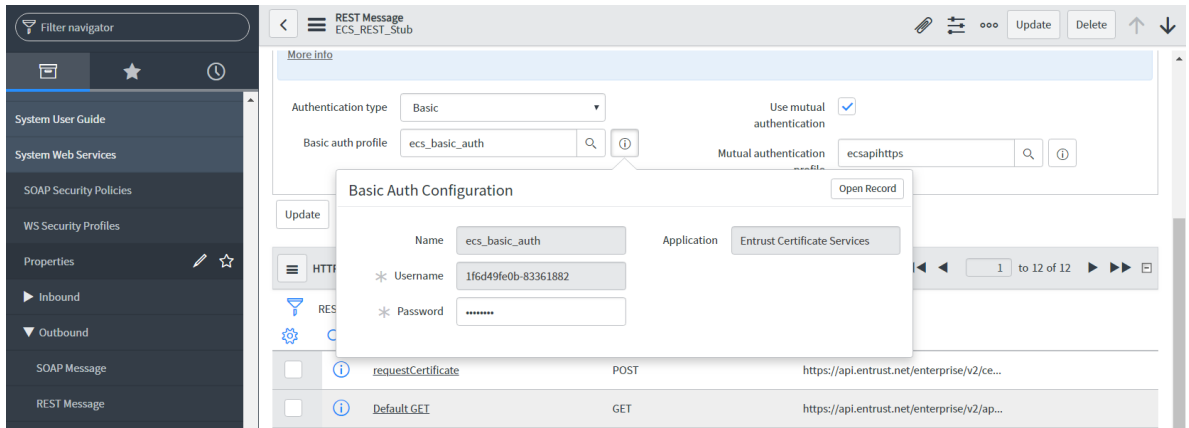 Filter navigator
REST Message
ECS_REST_Stub
Update
Delete
More info
System User Guide
Authentication type
Basic
Use mutual authentication
System Web Services
Basic auth profile
ecs_basic_auth
Mutual authentication
ecsapihttps
SOAP Security Policies
Basic Auth Configuration
Open Record
Update
WS Security Profiles
Name
ecs_basic_auth
Application
Entrust Certificate Services
Properties
HTT
1 to 12 of 12
Username
1f6d49fe0b-83361882
Inbound
RES
Password
••••••••
Outbound
SOAP Message
requestCertificate
POST
https://api.entrust.net/enterprise/v2/ce...
REST Message
Default GET
GET
https://api.entrust.net/enterprise/v2/ap...